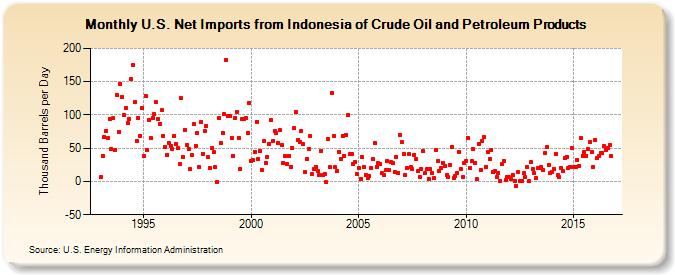 Monthly U.S. Net Imports from Indonesia of Crude Oil and Petroleum Products
Thousand Barrels per Day
200
150
100
50
0
-50
1995 2000 2005 2010 2015
Source: U.S. Energy Information Administration